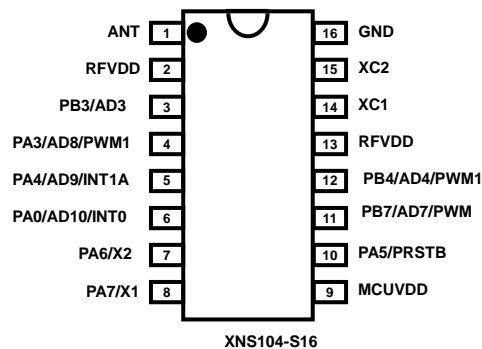 ANT 1 16 GND
RFVDD 2 15 XC2
PB3/AD3 3 14 XC1
PA3/AD8/PWM1 4 13 RFVDD
PA4/AD9/INT1A 5 12 PB4/AD4/PWM1
PA0/AD10/INT0 6 11 PB7/AD7/PWM
PA6/X2 7 10 PA5/PRSTB
PA7/X1 8 9 MCUVDD
XNS104-S16